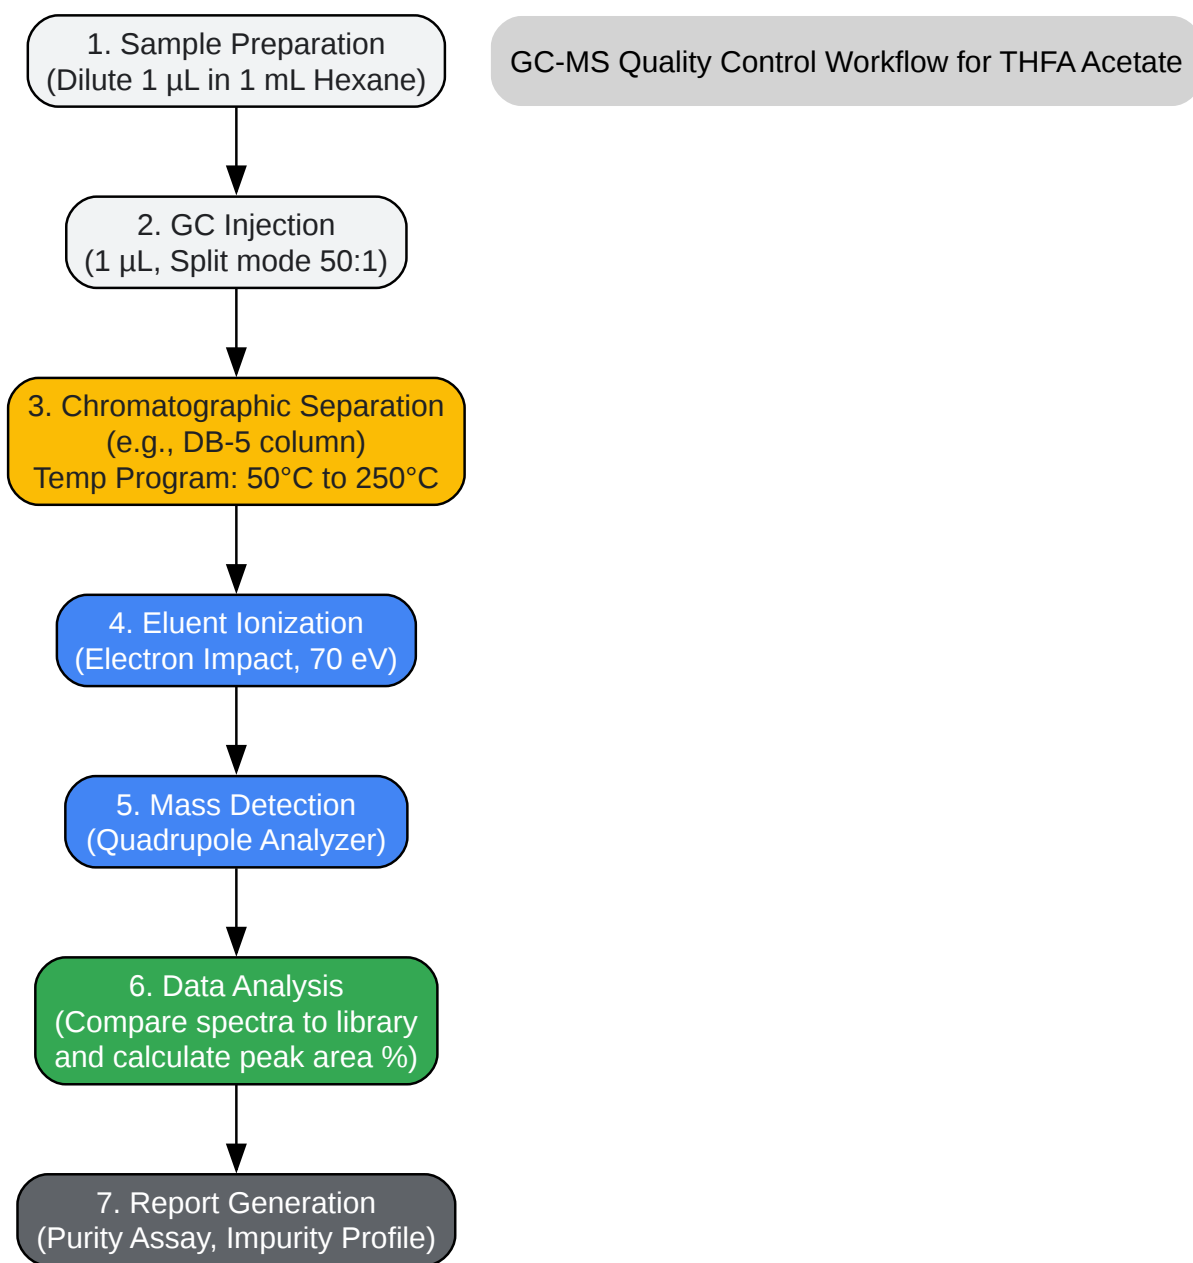 1. Sample Preparation
(Dilute 1 µL in 1 mL Hexane)
GC-MS Quality Control Workflow for THFA Acetate
2. GC Injection
(1 µL, Split mode 50:1)
3. Chromatographic Separation
(e.g., DB-5 column)
Temp Program: 50°C to 250°C
4. Eluent Ionization
(Electron Impact, 70 eV)
5. Mass Detection
(Quadrupole Analyzer)
6. Data Analysis
(Compare spectra to library
and calculate peak area %)
7. Report Generation
(Purity Assay, Impurity Profile)